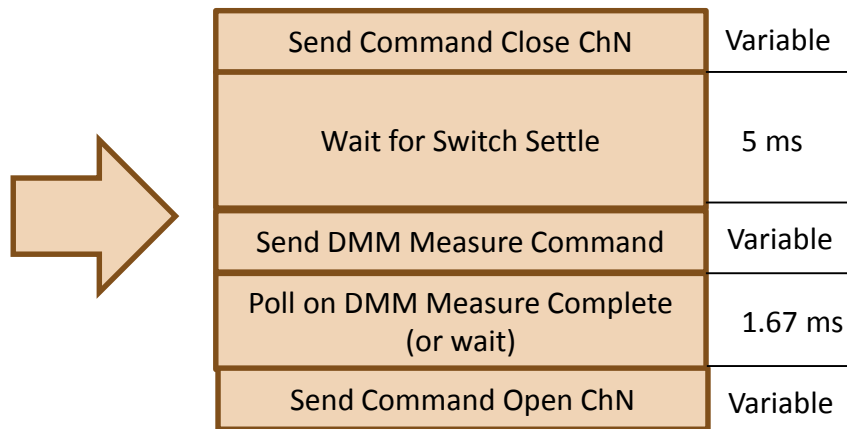 Send Command Close ChN
Variable
Wait for Switch Settle
5 ms
Send DMM Measure Command
Variable
Poll on DMM Measure Complete
(or wait)
1.67 ms
Send Command Open ChN
Variable